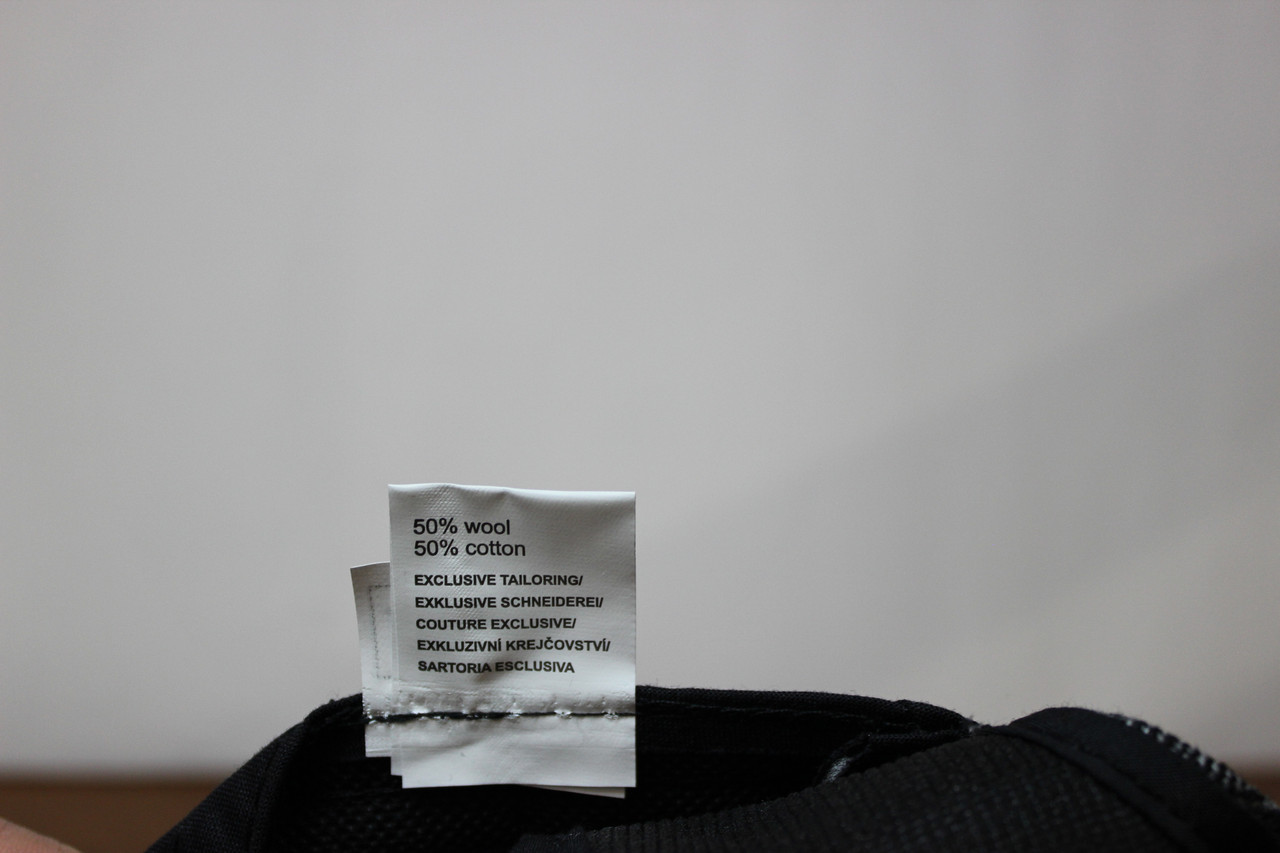 50% wool
50% cotton
EXCLUSIVE TAILORING/
EXKLUSIVE SCHNEIDEREI/
COUTURE EXCLUSIVE/
EXKLUZIVNÍ KREJČOVSTVÍ/
SARTORIA ESCLUSIVA